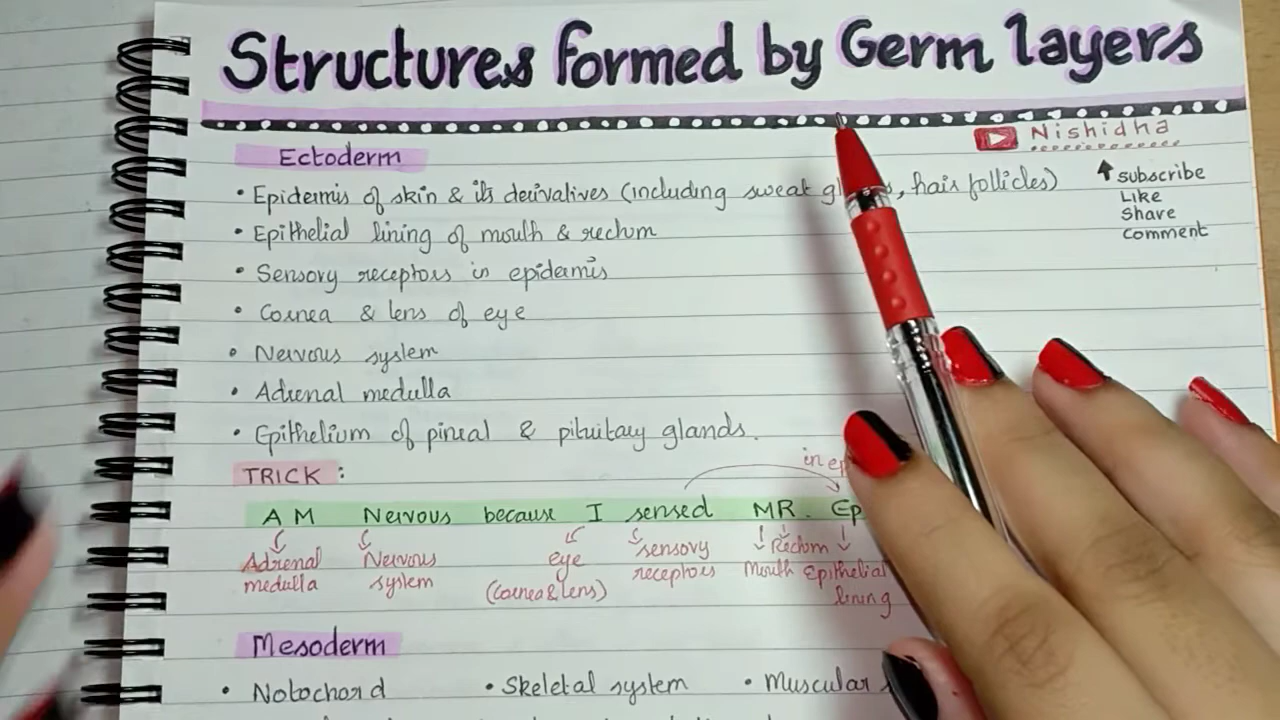 Structures formed by Germ layers
Nishidha
Ectoderm
subscribe
• Epidermis of skin & its derivatives (including sweat , hair follicles)
Like
Share
• Epithelial lining of mouth & rectum
comment
• Sensory receptors in epidermis
• Cornea & lens of eye
• Nervous system
• Adrenal medulla
• Epithelium of pineal & pituitary glands.
in
TRICK :
AM Nervous because I sensed MR.
Adrenal medulla
Nervous system
eye (cornea & lens)
sensory receptors
Mouth
Rectum
Epithelial lining
Mesoderm
• Notochord • Skeletal system • Muscular